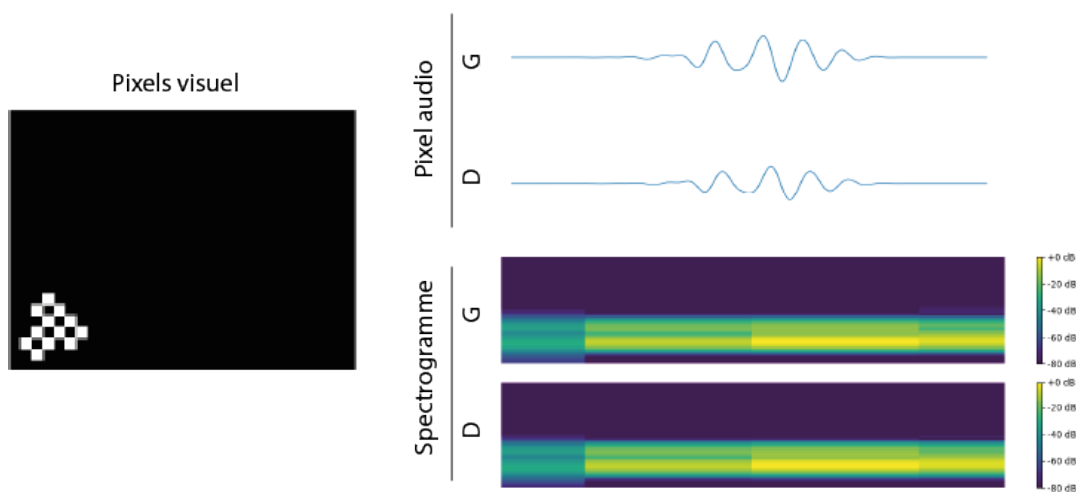 Pixels visuel
Pixel audio
G
D
Spectrogramme
G
D
+0 dB
-20 dB
-40 dB
-60 dB
-80 dB
+0 dB
-20 dB
-40 dB
-60 dB
-80 dB